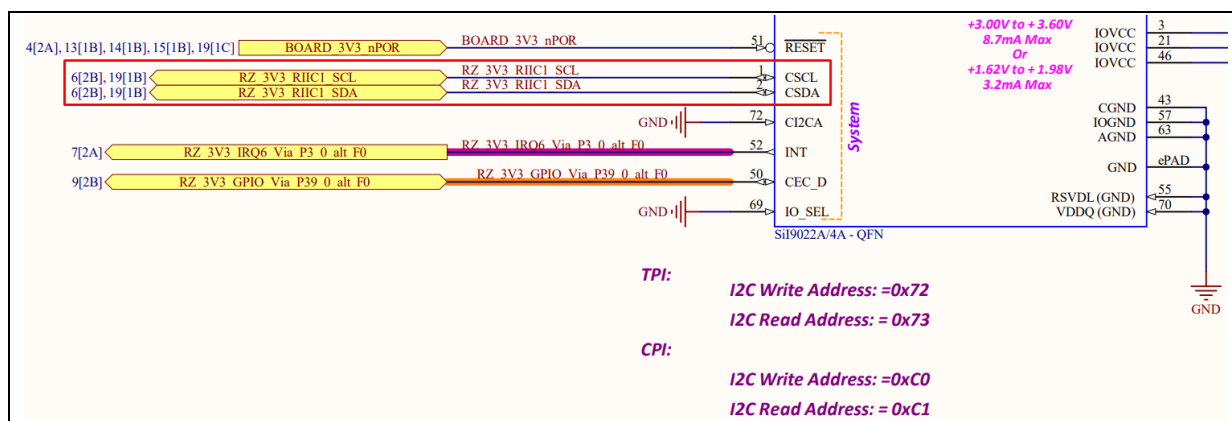 +3.00V to + 3.60V
8.7mA Max
Or
+1.62V to + 1.98V
3.2mA Max
4[2A], 13[1B], 14[1B], 15[1B], 19[1C] BOARD_3V3_nPOR BOARD_3V3_nPOR 51 RESET
6[2B], 19[1B] RZ_3V3_RIIC1_SCL RZ_3V3_RIIC1_SCL 1 CSCL
6[2B], 19[1B] RZ_3V3_RIIC1_SDA RZ_3V3_RIIC1_SDA 2 CSDA
GND 72 CI2CA
7[2A] RZ_3V3_IRQ6_Via_P3_0_alt_F0 RZ_3V3_IRQ6_Via_P3_0_alt_F0 52 INT
9[2B] RZ_3V3_GPIO_Via_P39_0_alt_F0 RZ_3V3_GPIO_Via_P39_0_alt_F0 50 CEC_D
GND 69 IO_SEL
System
IOVCC 3
IOVCC 21
IOVCC 46
CGND 43
IOGND 57
AGND 63
GND ePAD
RSVDL (GND) 55
VDDQ (GND) 70
GND
SiI9022A/4A - QFN
TPI:
I2C Write Address: =0x72
I2C Read Address: = 0x73
CPI:
I2C Write Address: =0xC0
I2C Read Address: = 0xC1